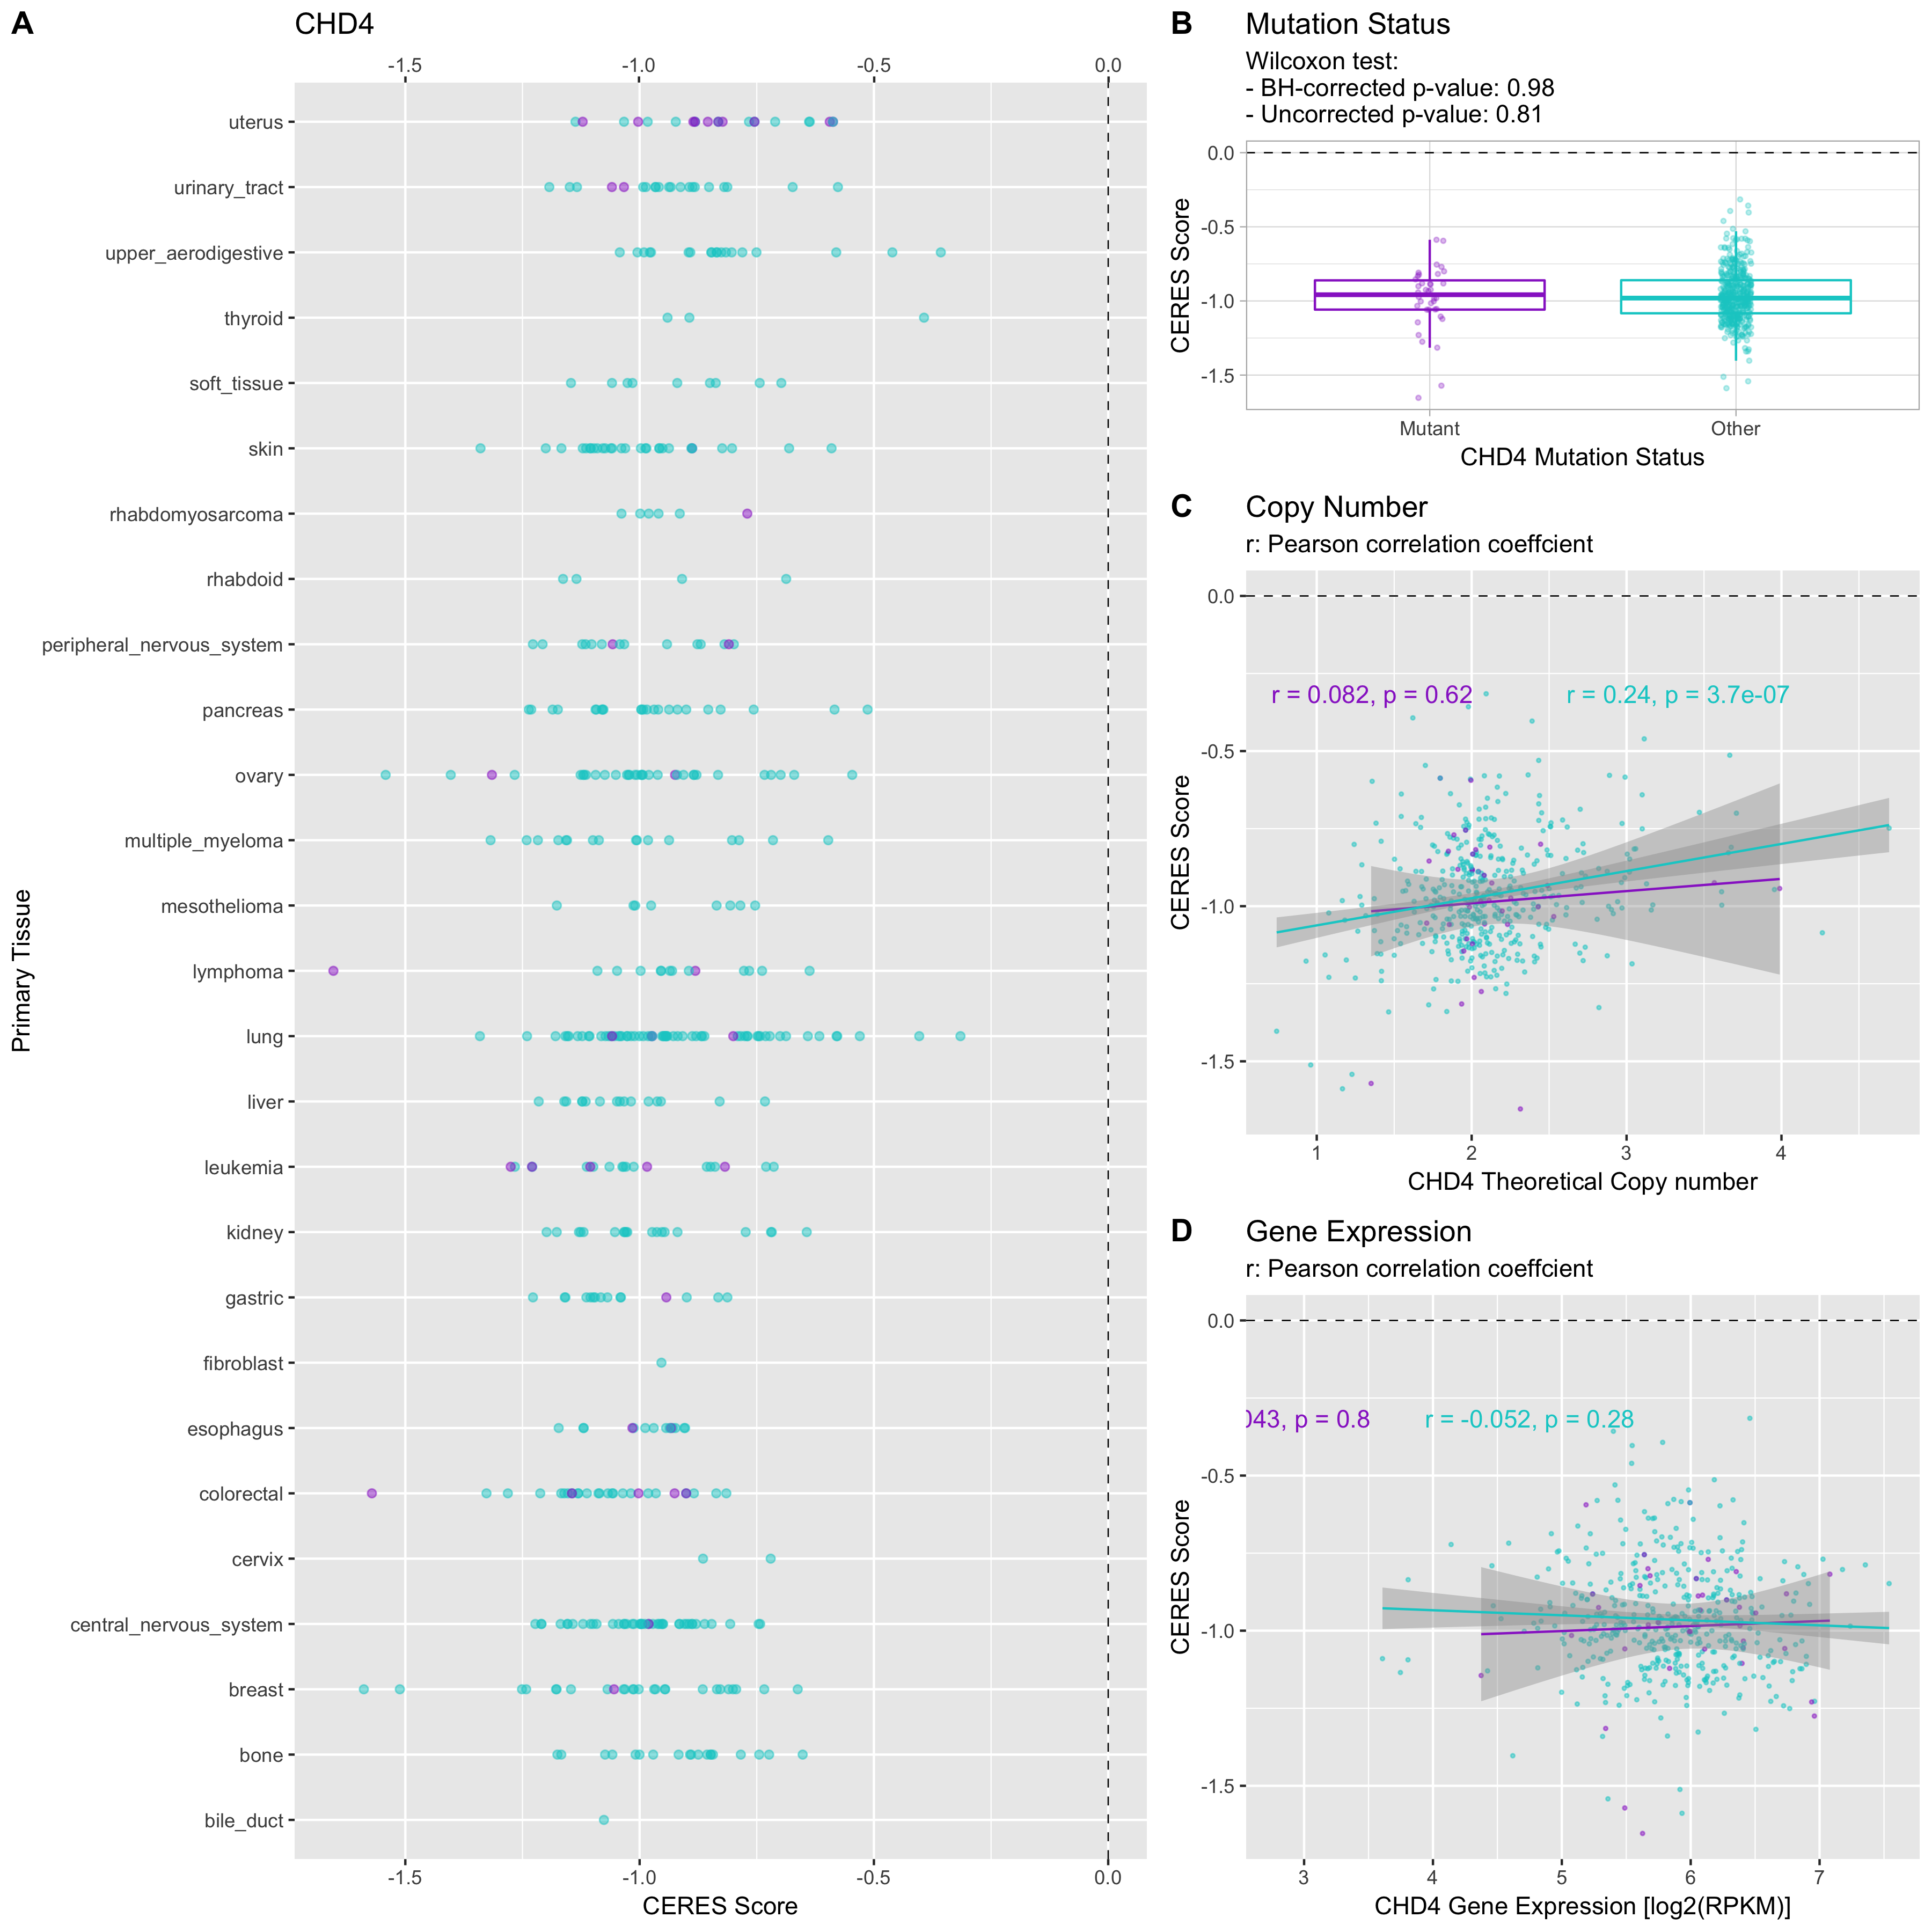 A
CHD4
-1.5 -1.0 -0.5 0.0
Primary Tissue
uterus
urinary_tract
upper_aerodigestive
thyroid
soft_tissue
skin
rhabdomyosarcoma
rhabdoid
peripheral_nervous_system
pancreas
ovary
multiple_myeloma
mesothelioma
lymphoma
lung
liver
leukemia
kidney
gastric
fibroblast
esophagus
colorectal
cervix
central_nervous_system
breast
bone
bile_duct
-1.5 -1.0 -0.5 0.0
CERES Score
B
Mutation Status
Wilcoxon test:
- BH-corrected p-value: 0.98
- Uncorrected p-value: 0.81
CERES Score
0.0
-0.5
-1.0
-1.5
Mutant Other
CHD4 Mutation Status
C
Copy Number
r: Pearson correlation coeffcient
CERES Score
0.0
r = 0.082, p = 0.62 r = 0.24, p = 3.7e-07
-0.5
-1.0
-1.5
1 2 3 4
CHD4 Theoretical Copy number
D
Gene Expression
r: Pearson correlation coeffcient
CERES Score
0.0
043, p = 0.8 r = -0.052, p = 0.28
-0.5
-1.0
-1.5
3 4 5 6 7
CHD4 Gene Expression [log2(RPKM)]